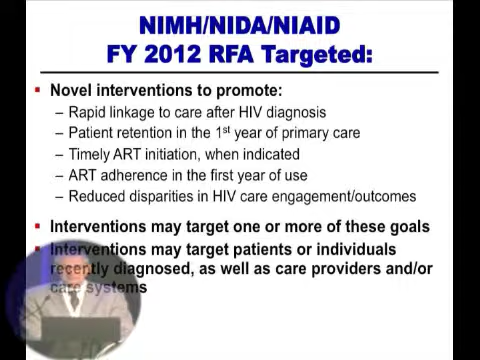 NIMH/NIDA/NIAID
FY 2012 RFA Targeted:
▪ Novel interventions to promote:
– Rapid linkage to care after HIV diagnosis
– Patient retention in the 1st year of primary care
– Timely ART initiation, when indicated
– ART adherence in the first year of use
– Reduced disparities in HIV care engagement/outcomes
▪ Interventions may target one or more of these goals
▪ Interventions may target patients or individuals
recently diagnosed, as well as care providers and/or
care systems